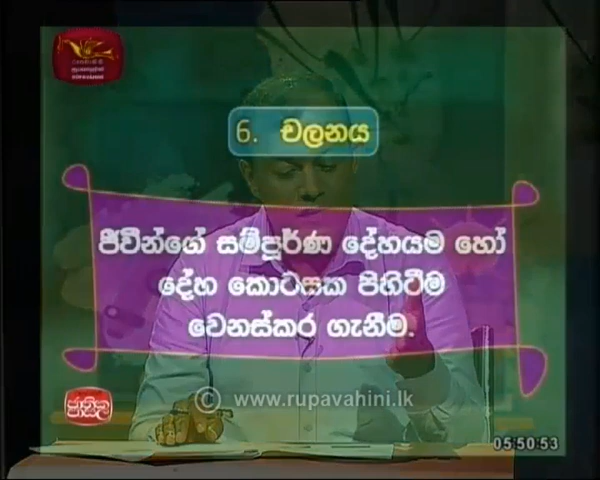 6. චලනය
ජීවීන්ගේ සම්පූර්ණ දේහයම හෝ
දේහ කොටසක පිහිටීම
වෙනස්කර ගැනීම.
© www.rupavahini.lk
05:50:53